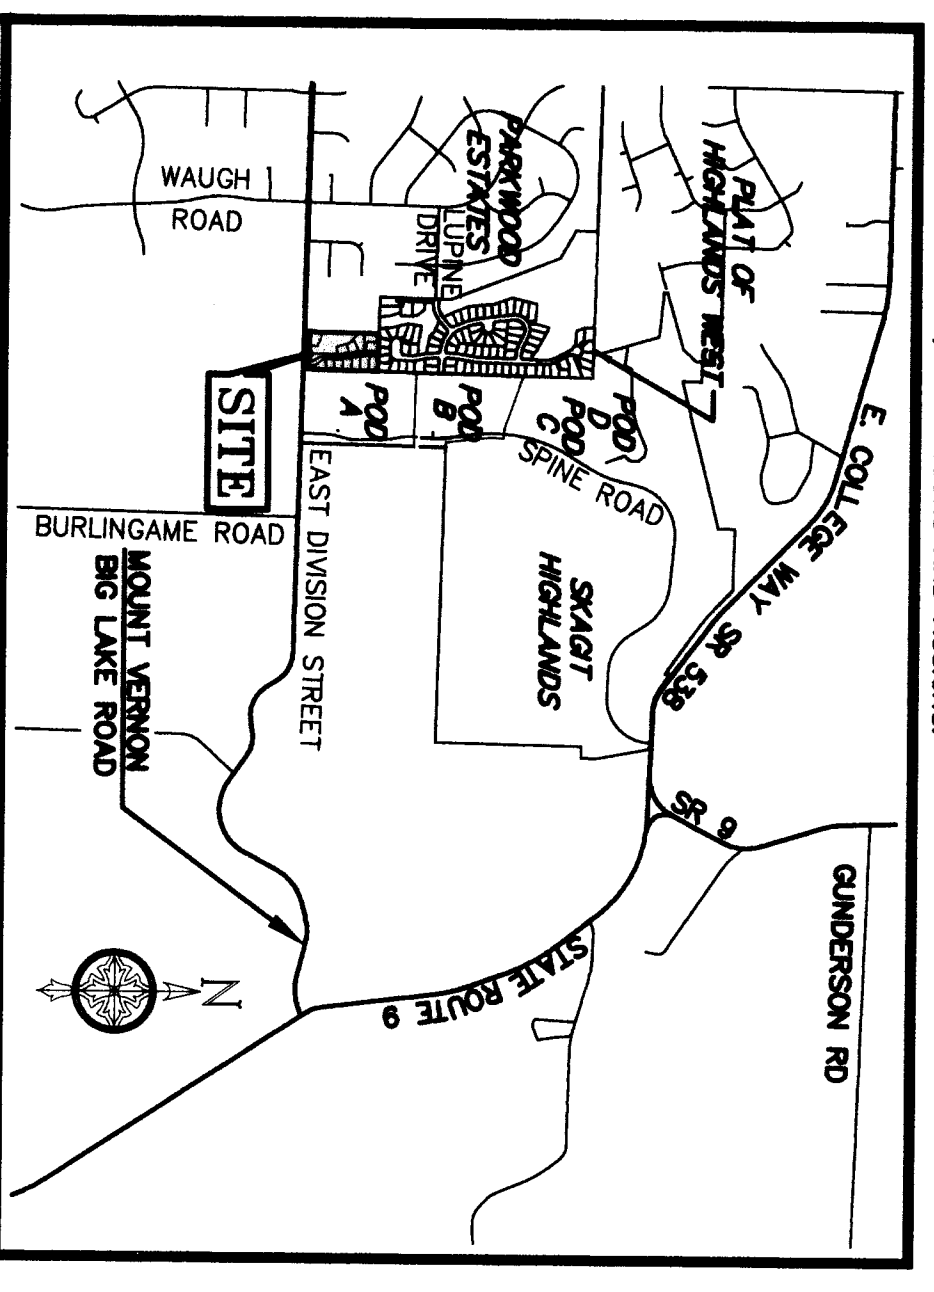 E. COLLEGE WAY SR 538
GUNDERSON RD
SR 9
PLAT OF
HIGHLANDS WEST
PARKWOOD
ESTATES
LUPINE
DRIVE
POD
D
POD
C
POD
B
POD
A
SPINE ROAD
SKAGIT
HIGHLANDS
STATE ROUTE 9
EAST DIVISION STREET
WAUGH
ROAD
SITE
BURLINGAME ROAD
MOUNT VERNON
BIG LAKE ROAD
N